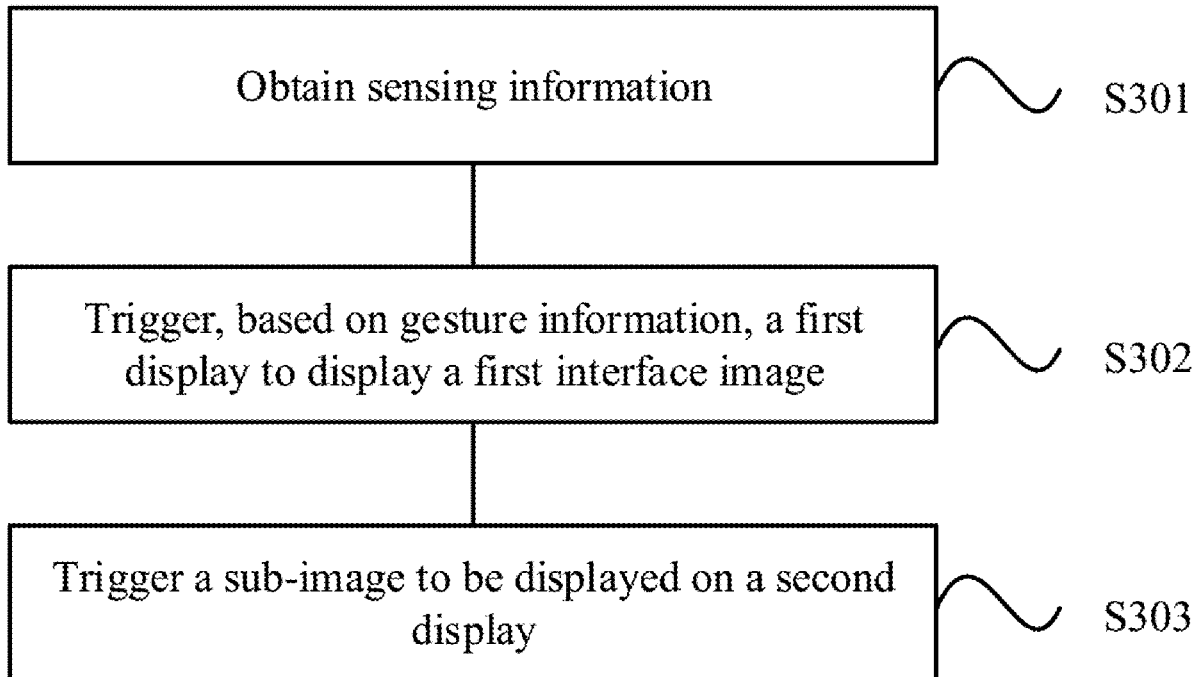 Obtain sensing information
S301
Trigger, based on gesture information, a first
display to display a first interface image
S302
Trigger a sub-image to be displayed on a second
display
S303